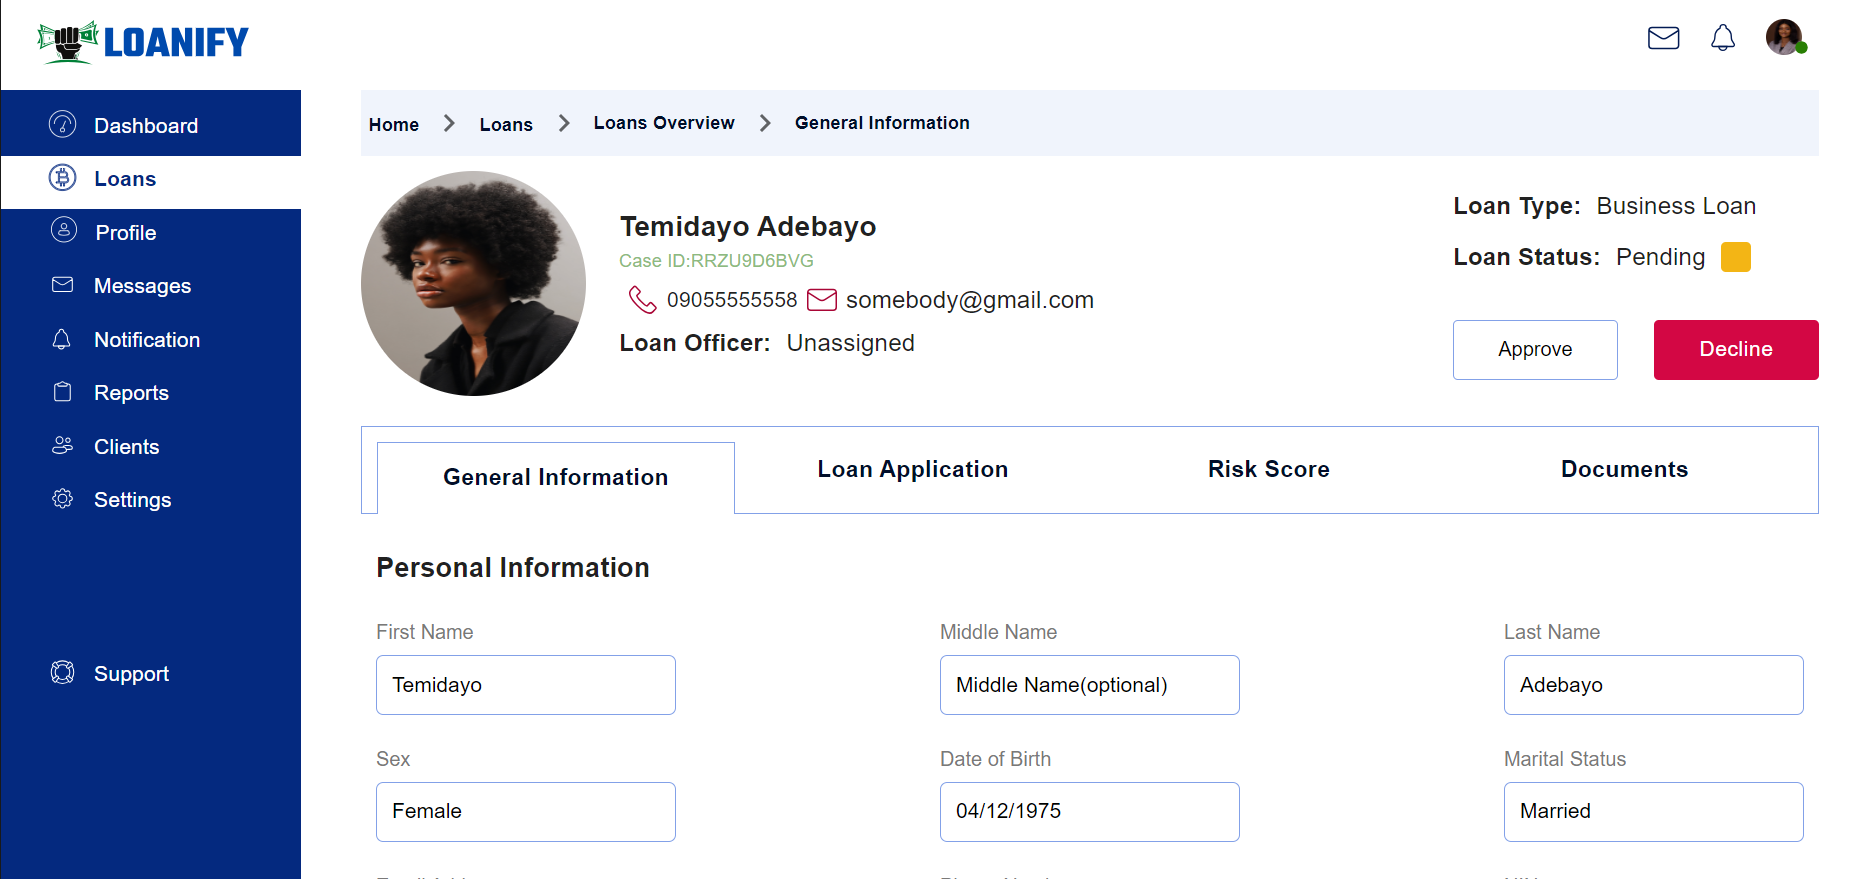 LOANIFY
Dashboard
Loans
Profile
Messages
Notification
Reports
Clients
Settings
Support
Home > Loans > Loans Overview > General Information
Temidayo Adebayo
Case ID:RRZU9D6BVG
09055555558 somebody@gmail.com
Loan Officer: Unassigned
Loan Type: Business Loan
Loan Status: Pending
Approve Decline
General Information Loan Application Risk Score Documents
Personal Information
First Name Middle Name Last Name
Temidayo Middle Name(optional) Adebayo
Sex Date of Birth Marital Status
Female 04/12/1975 Married